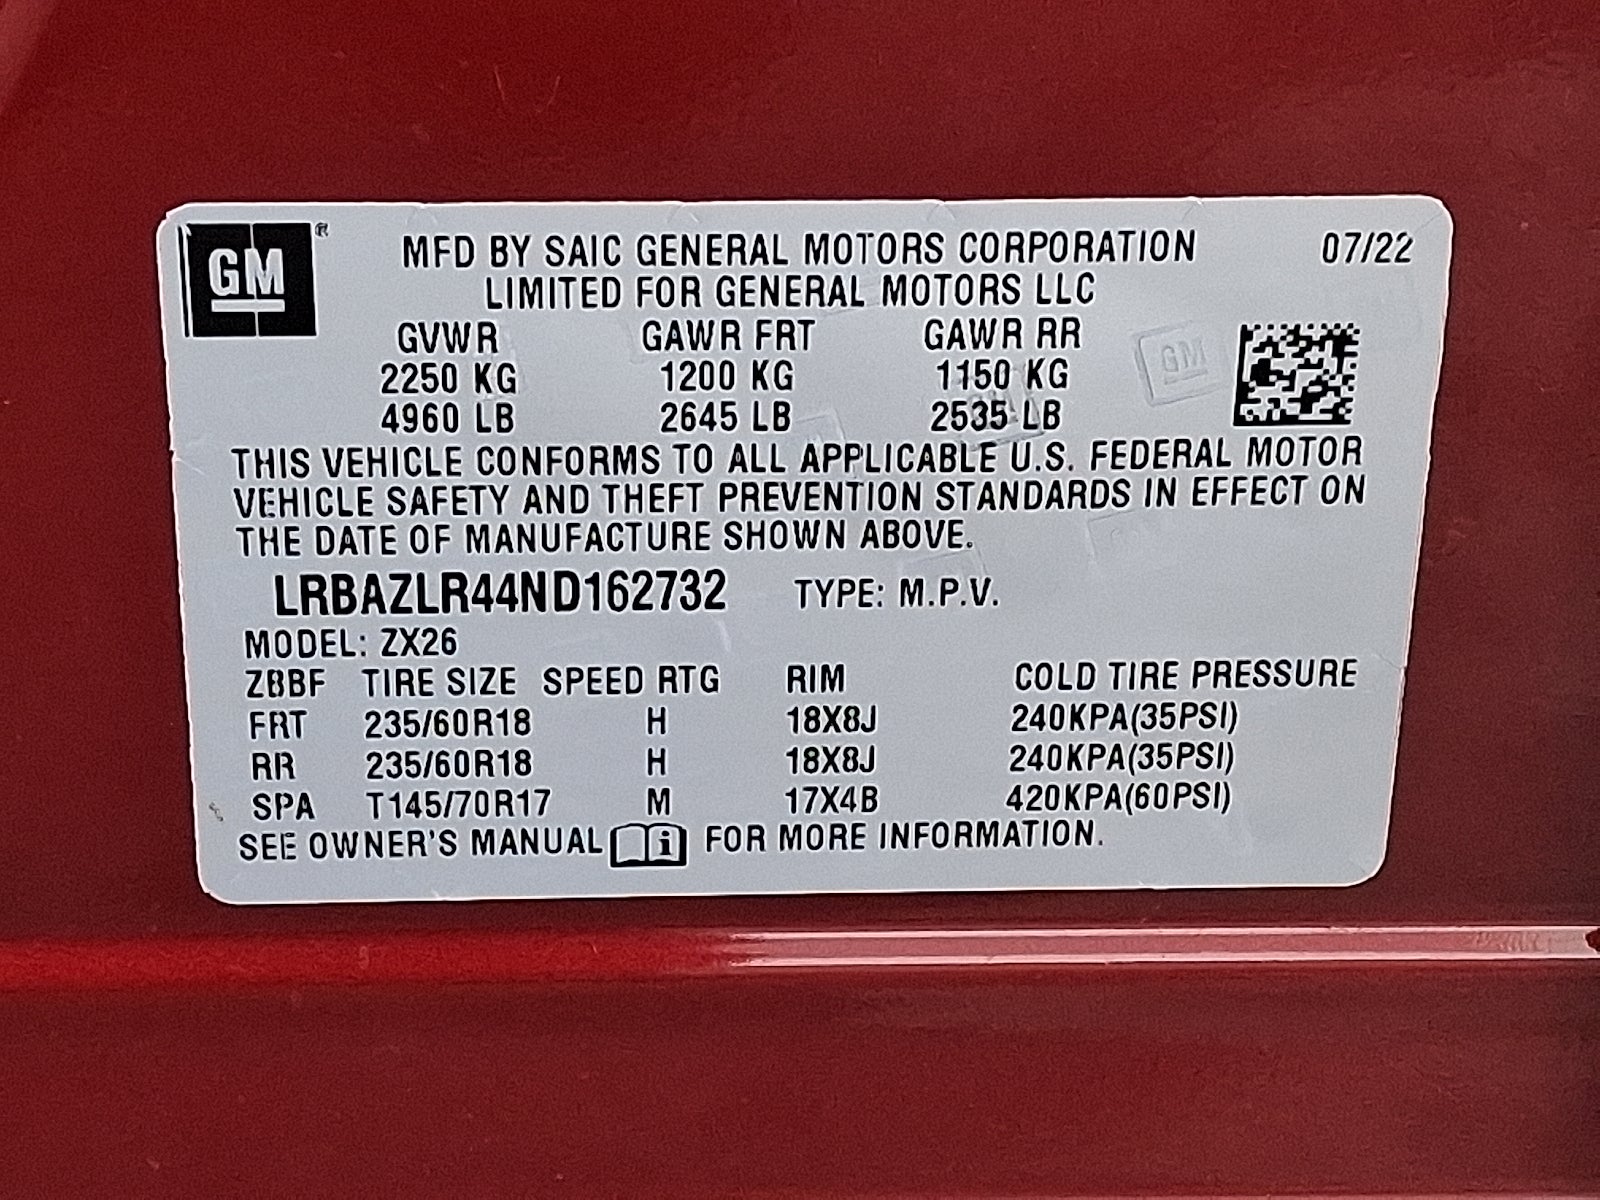 GM®
MFD BY SAIC GENERAL MOTORS CORPORATION 07/22
LIMITED FOR GENERAL MOTORS LLC
GVWR GAWR FRT GAWR RR
2250 KG 1200 KG 1150 KG
4960 LB 2645 LB 2535 LB
GM
THIS VEHICLE CONFORMS TO ALL APPLICABLE U.S. FEDERAL MOTOR
VEHICLE SAFETY AND THEFT PREVENTION STANDARDS IN EFFECT ON
THE DATE OF MANUFACTURE SHOWN ABOVE.
LRBAZLR44ND162732 TYPE: M.P.V.
MODEL: ZX26
ZBBF TIRE SIZE SPEED RTG RIM COLD TIRE PRESSURE
FRT 235/60R18 H 18X8J 240KPA(35PSI)
RR 235/60R18 H 18X8J 240KPA(35PSI)
SPA T145/70R17 M 17X4B 420KPA(60PSI)
SEE OWNER'S MANUAL i FOR MORE INFORMATION.